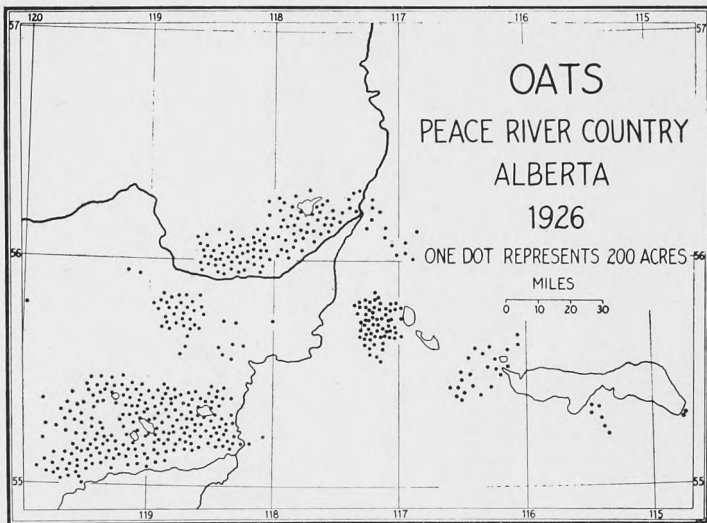 120 119 118 117 116 115
57 57
OATS
PEACE RIVER COUNTRY
ALBERTA
1926
ONE DOT REPRESENTS 200 ACRES
56 56
MILES
0 10 20 30
55 55
119 118 117 116 115